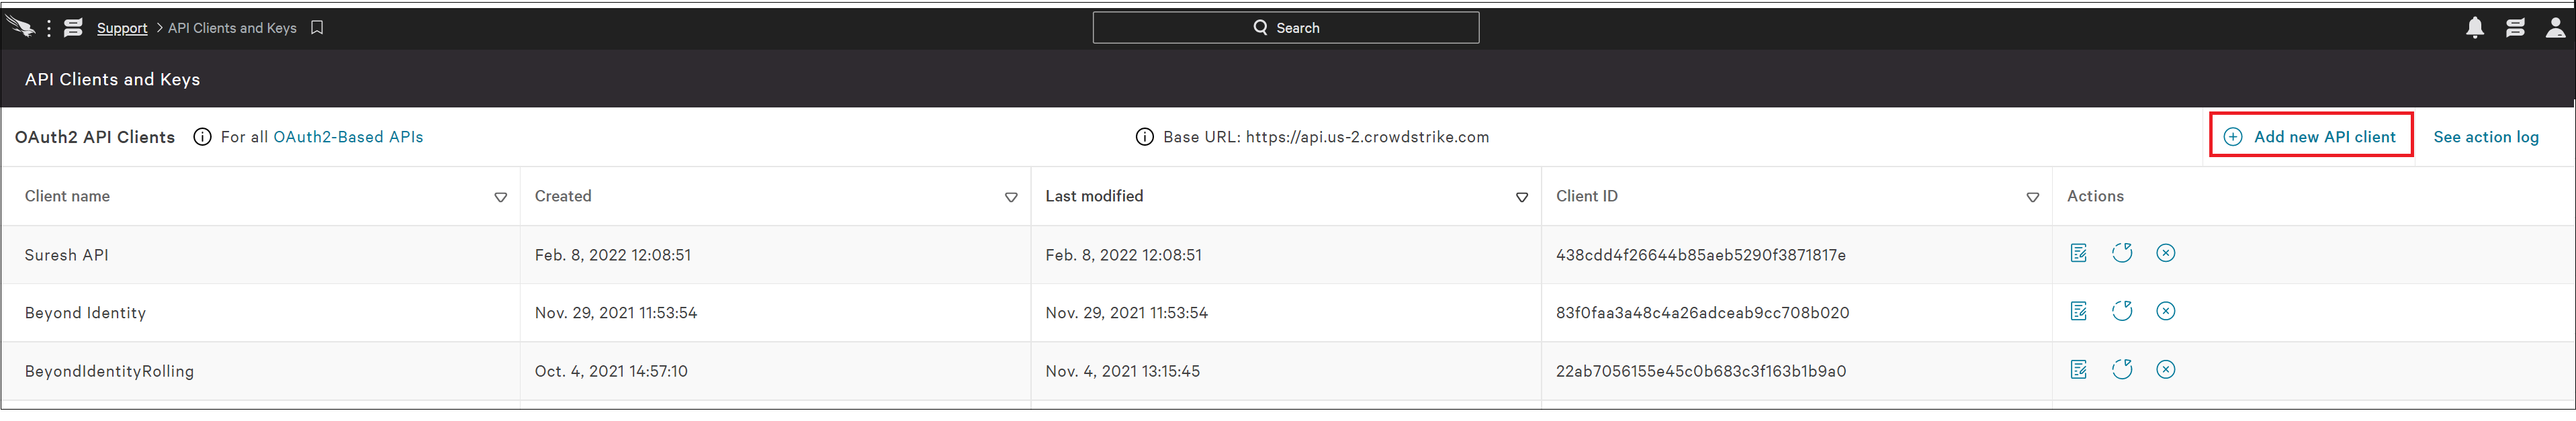 Support > API Clients and Keys
Search
API Clients and Keys
OAuth2 API Clients For all OAuth2-Based APIs Base URL: https://api.us-2.crowdstrike.com Add new API client See action log
Client name Created Last modified Client ID Actions
Suresh API Feb. 8, 2022 12:08:51 Feb. 8, 2022 12:08:51 438cdd4f26644b85aeb5290f3871817e
Beyond Identity Nov. 29, 2021 11:53:54 Nov. 29, 2021 11:53:54 83f0faa3a48c4a26adceab9cc708b020
BeyondIdentityRolling Oct. 4, 2021 14:57:10 Nov. 4, 2021 13:15:45 22ab7056155e45c0b683c3f163b1b9a0